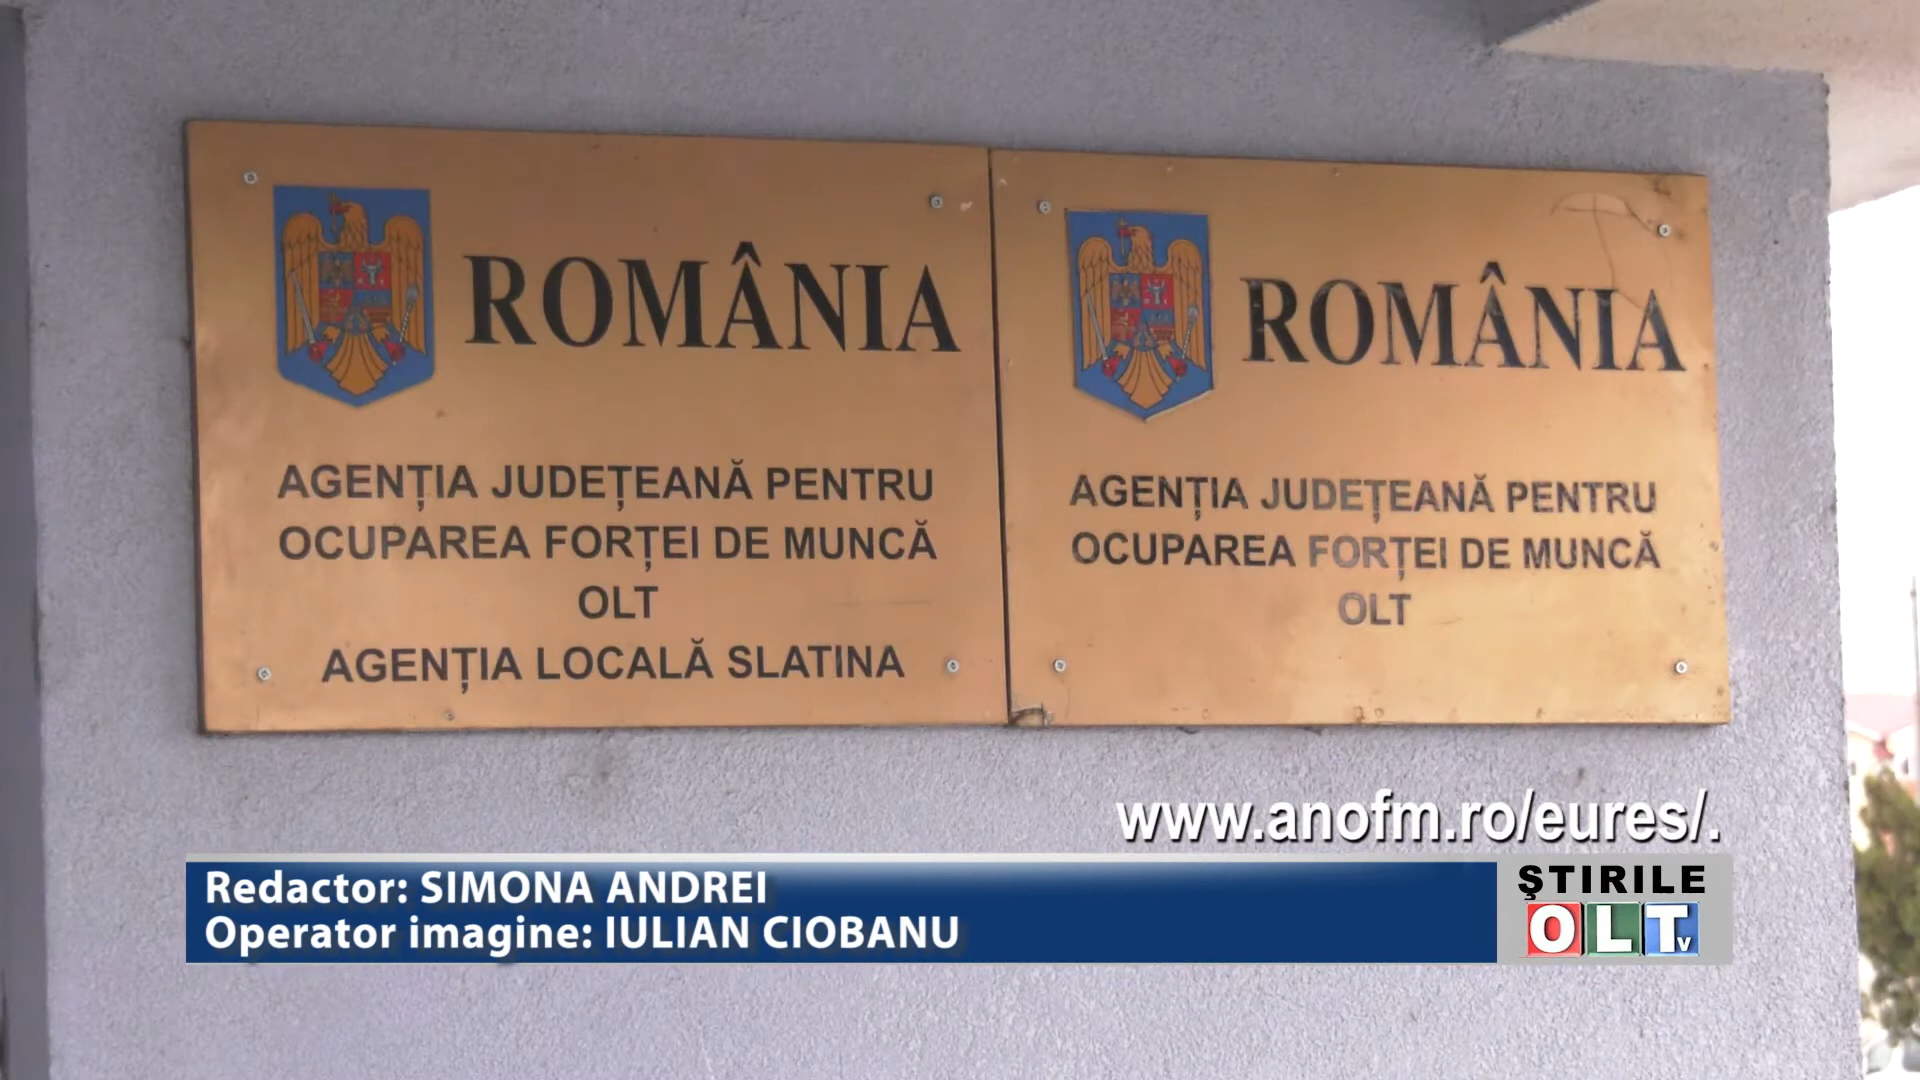 ROMÂNIA
AGENȚIA JUDEȚEANĂ PENTRU
OCUPAREA FORȚEI DE MUNCĂ
OLT
AGENȚIA LOCALĂ SLATINA
ROMÂNIA
AGENȚIA JUDEȚEANĂ PENTRU
OCUPAREA FORȚEI DE MUNCĂ
OLT
www.anofm.ro/eures/.
Redactor: SIMONA ANDREI
Operator imagine: IULIAN CIOBANU
ŞTIRILE
OLTv